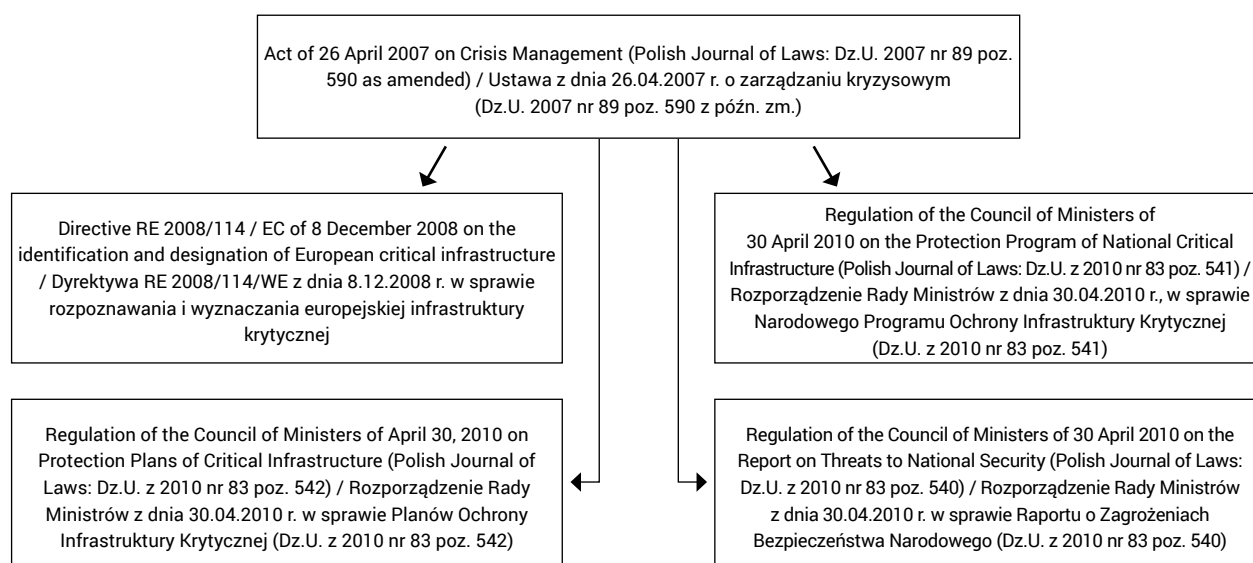 Act of 26 April 2007 on Crisis Management (Polish Journal of Laws: Dz.U. 2007 nr 89 poz.
590 as amended) / Ustawa z dnia 26.04.2007 r. o zarządzaniu kryzysowym
(Dz.U. 2007 nr 89 poz. 590 z późn. zm.)
Directive RE 2008/114 / EC of 8 December 2008 on the
identification and designation of European critical infrastructure
/ Dyrektywa RE 2008/114/WE z dnia 8.12.2008 r. w sprawie
rozpoznawania i wyznaczania europejskiej infrastruktury
krytycznej
Regulation of the Council of Ministers of
30 April 2010 on the Protection Program of National Critical
Infrastructure (Polish Journal of Laws: Dz.U. z 2010 nr 83 poz. 541) /
Rozporządzenie Rady Ministrów z dnia 30.04.2010 r., w sprawie
Narodowego Programu Ochrony Infrastruktury Krytycznej
(Dz.U. z 2010 nr 83 poz. 541)
Regulation of the Council of Ministers of April 30, 2010 on
Protection Plans of Critical Infrastructure (Polish Journal of
Laws: Dz.U. z 2010 nr 83 poz. 542) / Rozporządzenie Rady
Ministrów z dnia 30.04.2010 r. w sprawie Planów Ochrony
Infrastruktury Krytycznej (Dz.U. z 2010 nr 83 poz. 542)
Regulation of the Council of Ministers of 30 April 2010 on the
Report on Threats to National Security (Polish Journal of Laws:
Dz.U. z 2010 nr 83 poz. 540) / Rozporządzenie Rady Ministrów
z dnia 30.04.2010 r. w sprawie Raportu o Zagrożeniach
Bezpieczeństwa Narodowego (Dz.U. z 2010 nr 83 poz. 540)